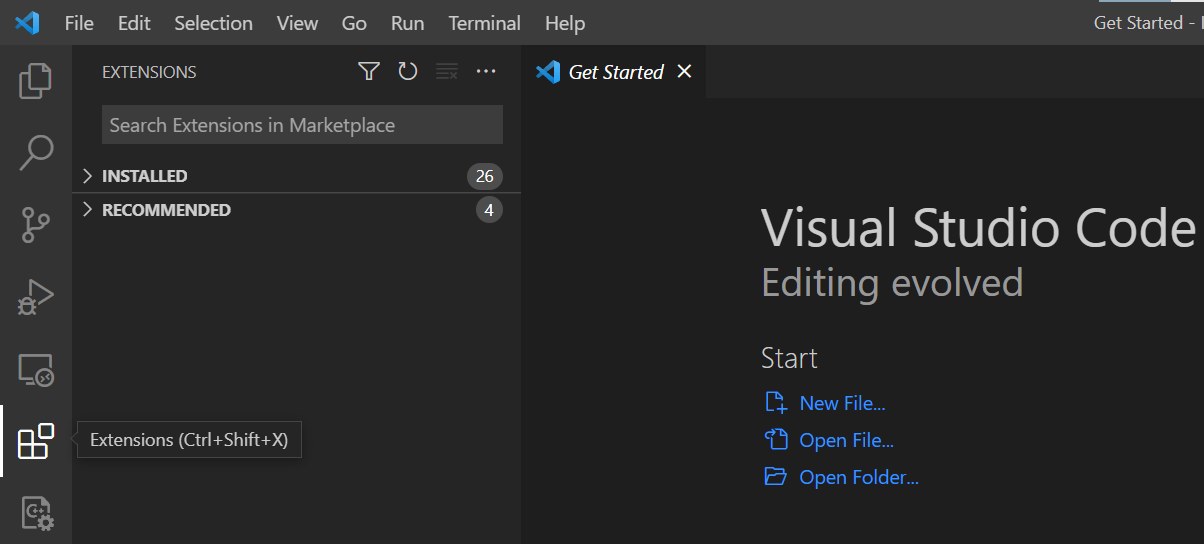 File Edit Selection View Go Run Terminal Help Get Started -
EXTENSIONS
Get Started
Search Extensions in Marketplace
INSTALLED 26
RECOMMENDED 4
Visual Studio Code
Editing evolved
Start
New File...
Open File...
Open Folder...
Extensions (Ctrl+Shift+X)
C++